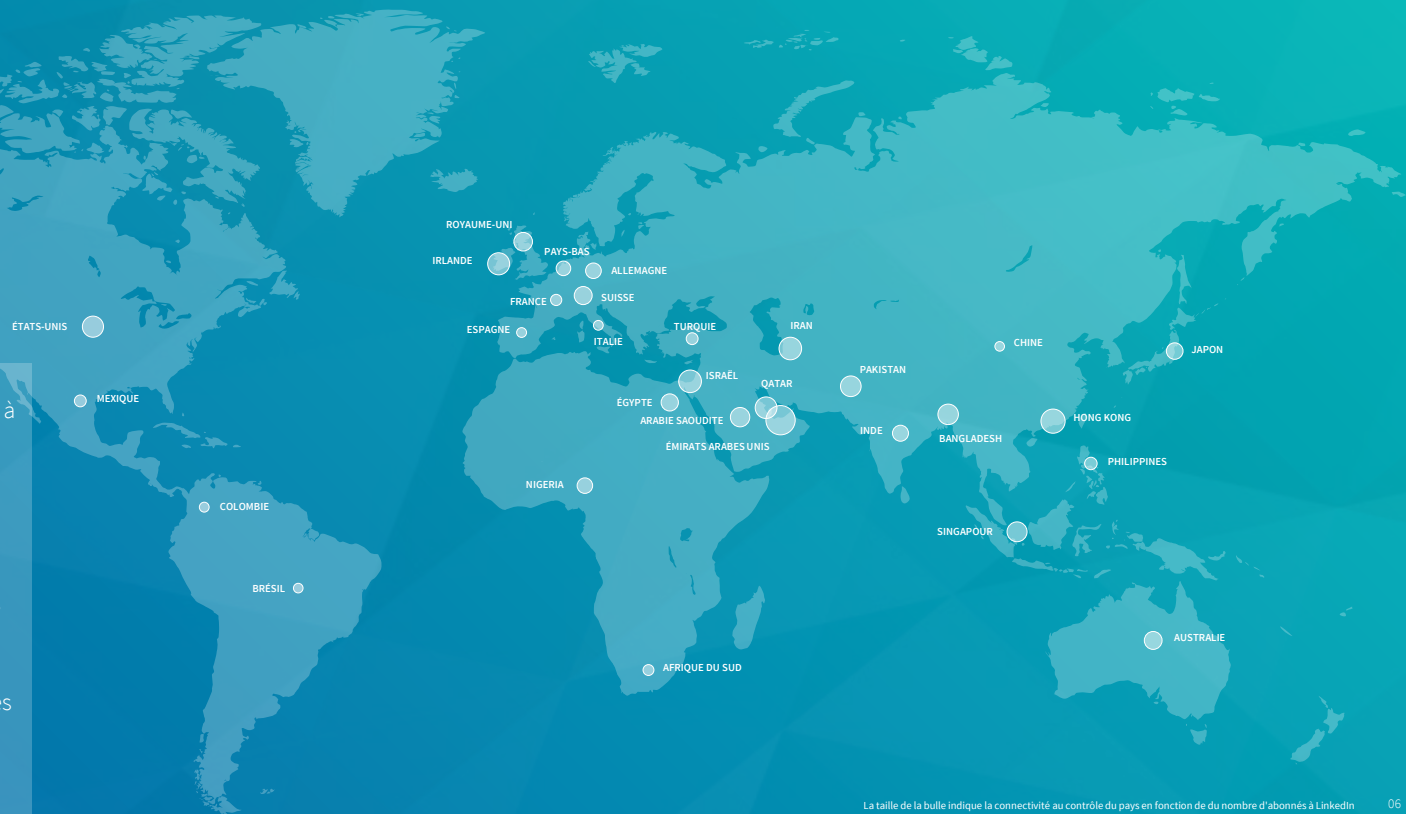 ROYAUME-UNI
PAYS-BAS
IRLANDE
ALLEMAGNE
FRANCE
SUISSE
ÉTATS-UNIS
ESPAGNE
ITALIE
TURQUIE
IRAN
CHINE
JAPON
ISRAËL
QATAR
PAKISTAN
MEXIQUE
à
ÉGYPTE
ARABIE SAOUDITE
HONG KONG
INDE
BANGLADESH
ÉMIRATS ARABES UNIS
PHILIPPINES
NIGERIA
COLOMBIE
SINGAPOUR
BRÉSIL
AUSTRALIE
AFRIQUE DU SUD
es
La taille de la bulle indique la connectivité au contrôle du pays en fonction de du nombre d'abonnés à LinkedIn
06